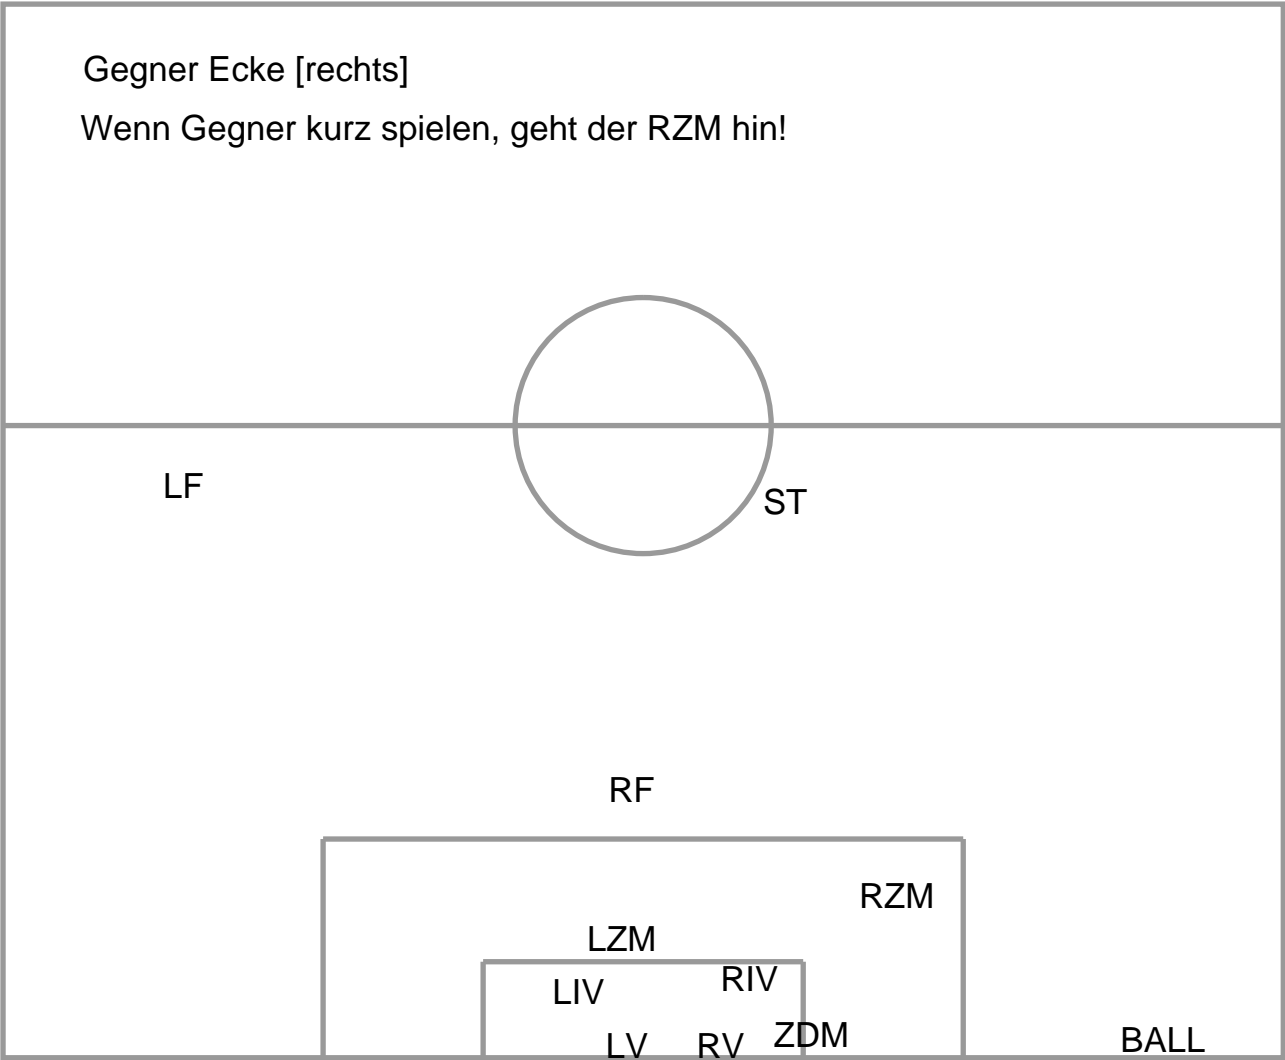 Gegner Ecke [rechts]
Wenn Gegner kurz spielen, geht der RZM hin!
LF
ST
RF
RZM
LZM
RIV
LIV
ZDM
BALL
LV
RV